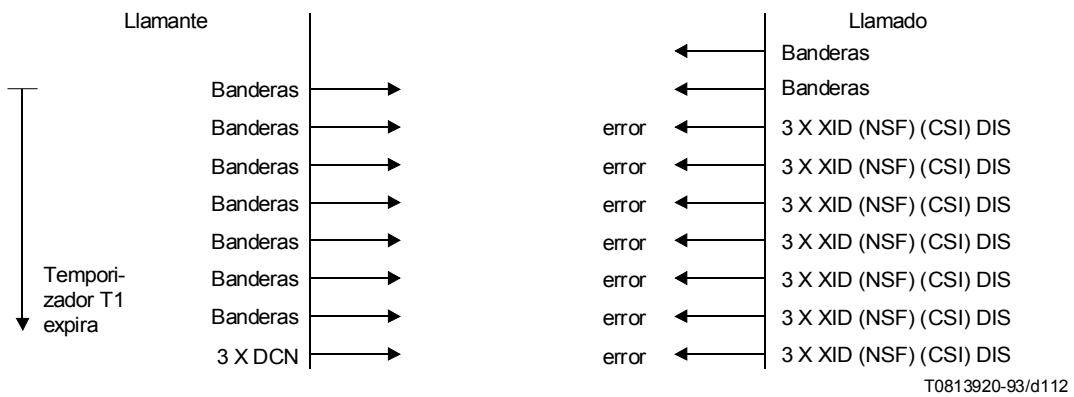 Llamante Llamado
Banderas
Banderas Banderas
Banderas error 3 X XID (NSF) (CSI) DIS
Banderas error 3 X XID (NSF) (CSI) DIS
Banderas error 3 X XID (NSF) (CSI) DIS
Banderas error 3 X XID (NSF) (CSI) DIS
Tempori-
Banderas error 3 X XID (NSF) (CSI) DIS
zador T1
Banderas error 3 X XID (NSF) (CSI) DIS
expira
3 X DCN error 3 X XID (NSF) (CSI) DIS
T0813920-93/d112